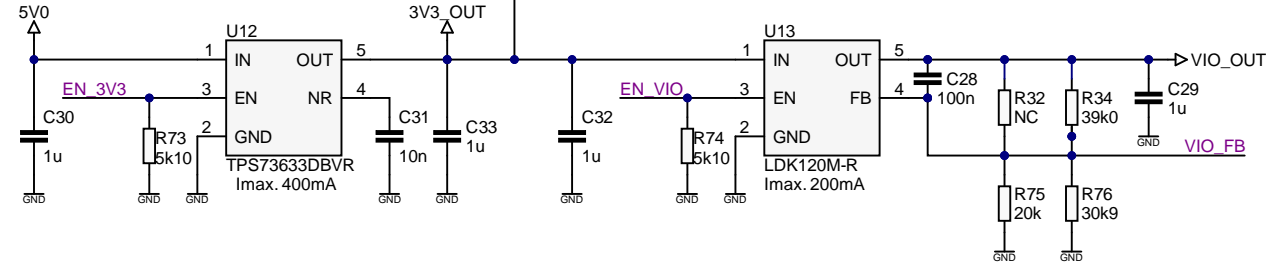 5V0
3V3_OUT
U12
U13
1
IN
OUT
5
1
IN
OUT
5
VIO_OUT
EN_3V3
3
EN
NR
4
EN_VIO
3
EN
FB
4
C28
100n
R32
NC
R34
39k0
C29
1u
GND
C30
1u
R73
5k10
2
GND
C31
10n
C33
1u
C32
1u
R74
5k10
2
GND
VIO_FB
TPS73633DBVR
Imax. 400mA
LDK120M-R
Imax. 200mA
R75
20k
R76
30k9
GND
GND
GND
GND
GND
GND
GND
GND
GND
GND